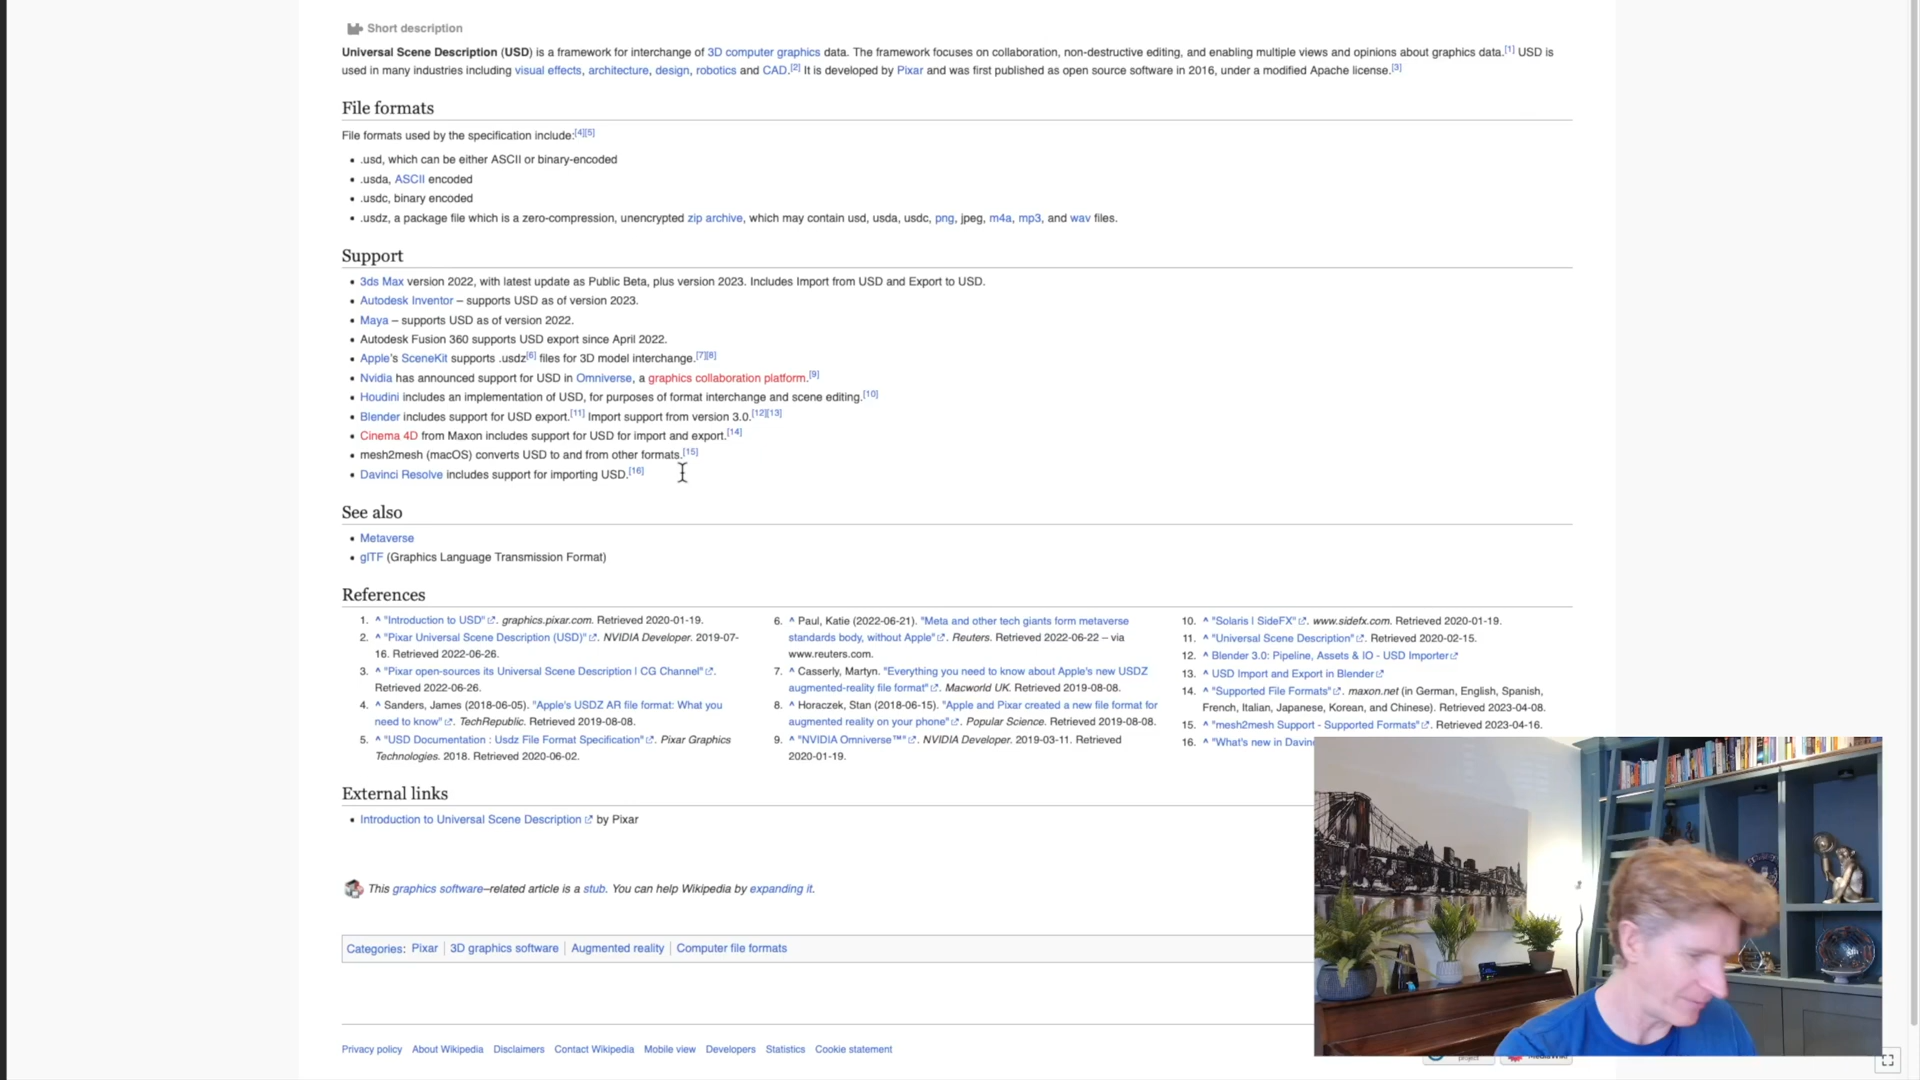 Short description
Universal Scene Description (USD) is a framework for interchange of 3D computer graphics data. The framework focuses on collaboration, non-destructive editing, and enabling multiple views and opinions about graphics data.[1] USD is
used in many industries including visual effects, architecture, design, robotics and CAD.[2] It is developed by Pixar and was first published as open source software in 2016, under a modified Apache license.[3]
File formats
File formats used by the specification include:[4][5]
• .usd, which can be either ASCII or binary-encoded
• .usda, ASCII encoded
• .usdc, binary encoded
• .usdz, a package file which is a zero-compression, unencrypted zip archive, which may contain usd, usda, usdc, png, jpeg, m4a, mp3, and wav files.
Support
• 3ds Max version 2022, with latest update as Public Beta, plus version 2023. Includes Import from USD and Export to USD.
• Autodesk Inventor – supports USD as of version 2023.
• Maya – supports USD as of version 2022.
• Autodesk Fusion 360 supports USD export since April 2022.
• Apple's SceneKit supports .usdz[6] files for 3D model interchange.[7][8]
• Nvidia has announced support for USD in Omniverse, a graphics collaboration platform.[9]
• Houdini includes an implementation of USD, for purposes of format interchange and scene editing.[10]
• Blender includes support for USD export.[11] Import support from version 3.0.[12][13]
• Cinema 4D from Maxon includes support for USD for import and export.[14]
• mesh2mesh (macOS) converts USD to and from other formats.[15]
• Davinci Resolve includes support for importing USD.[16]
See also
• Metaverse
• glTF (Graphics Language Transmission Format)
References
1. ^ "Introduction to USD". graphics.pixar.com. Retrieved 2020-01-19.
2. ^ "Pixar Universal Scene Description (USD)". NVIDIA Developer. 2019-07-
16. Retrieved 2022-06-26.
3. ^ "Pixar open-sources its Universal Scene Description | CG Channel".
Retrieved 2022-06-26.
4. ^ Sanders, James (2018-06-05). "Apple's USDZ AR file format: What you
need to know". TechRepublic. Retrieved 2019-08-08.
5. ^ "USD Documentation : Usdz File Format Specification". Pixar Graphics
Technologies. 2018. Retrieved 2020-06-02.
6. ^ Paul, Katie (2022-06-21). "Meta and other tech giants form metaverse
standards body, without Apple". Reuters. Retrieved 2022-06-22 – via
www.reuters.com.
7. ^ Casserly, Martyn. "Everything you need to know about Apple's new USDZ
augmented-reality file format". Macworld UK. Retrieved 2019-08-08.
8. ^ Horaczek, Stan (2018-06-15). "Apple and Pixar created a new file format for
augmented reality on your phone". Popular Science. Retrieved 2019-08-08.
9. ^ "NVIDIA Omniverse™". NVIDIA Developer. 2019-03-11. Retrieved
2020-01-19.
10. ^ "Solaris | SideFX". www.sidefx.com. Retrieved 2020-01-19.
11. ^ "Universal Scene Description". Retrieved 2020-02-15.
12. ^ Blender 3.0: Pipeline, Assets & IO - USD Importer
13. ^ USD Import and Export in Blender
14. ^ "Supported File Formats". maxon.net (in German, English, Spanish,
French, Italian, Japanese, Korean, and Chinese). Retrieved 2023-04-08.
15. ^ "mesh2mesh Support - Supported Formats". Retrieved 2023-04-16.
16. ^ "What's new in Davin
External links
• Introduction to Universal Scene Description by Pixar
This graphics software–related article is a stub. You can help Wikipedia by expanding it.
Categories: Pixar | 3D graphics software | Augmented reality | Computer file formats
Privacy policy About Wikipedia Disclaimers Contact Wikipedia Mobile view Developers Statistics Cookie statement